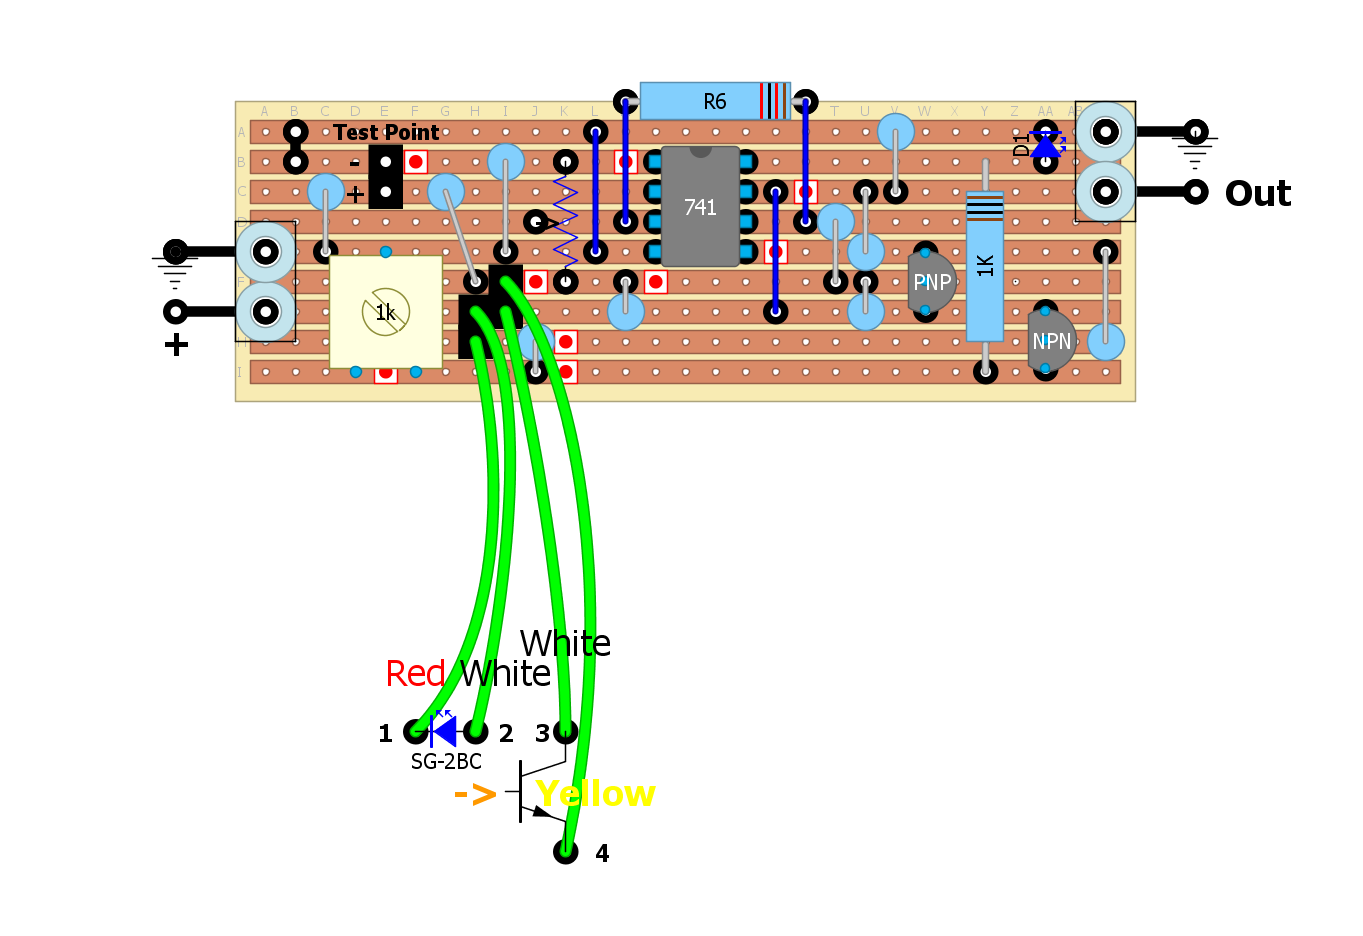 R6
A B C D E F G H I J K L T U V W X Y Z AA
A
Test Point
D1
B
-
C
+
741
Out
D
1K
PNP
F
1k
+
NPN
H
I
White
Red White
1 2 3
SG-2BC
-> Yellow
4